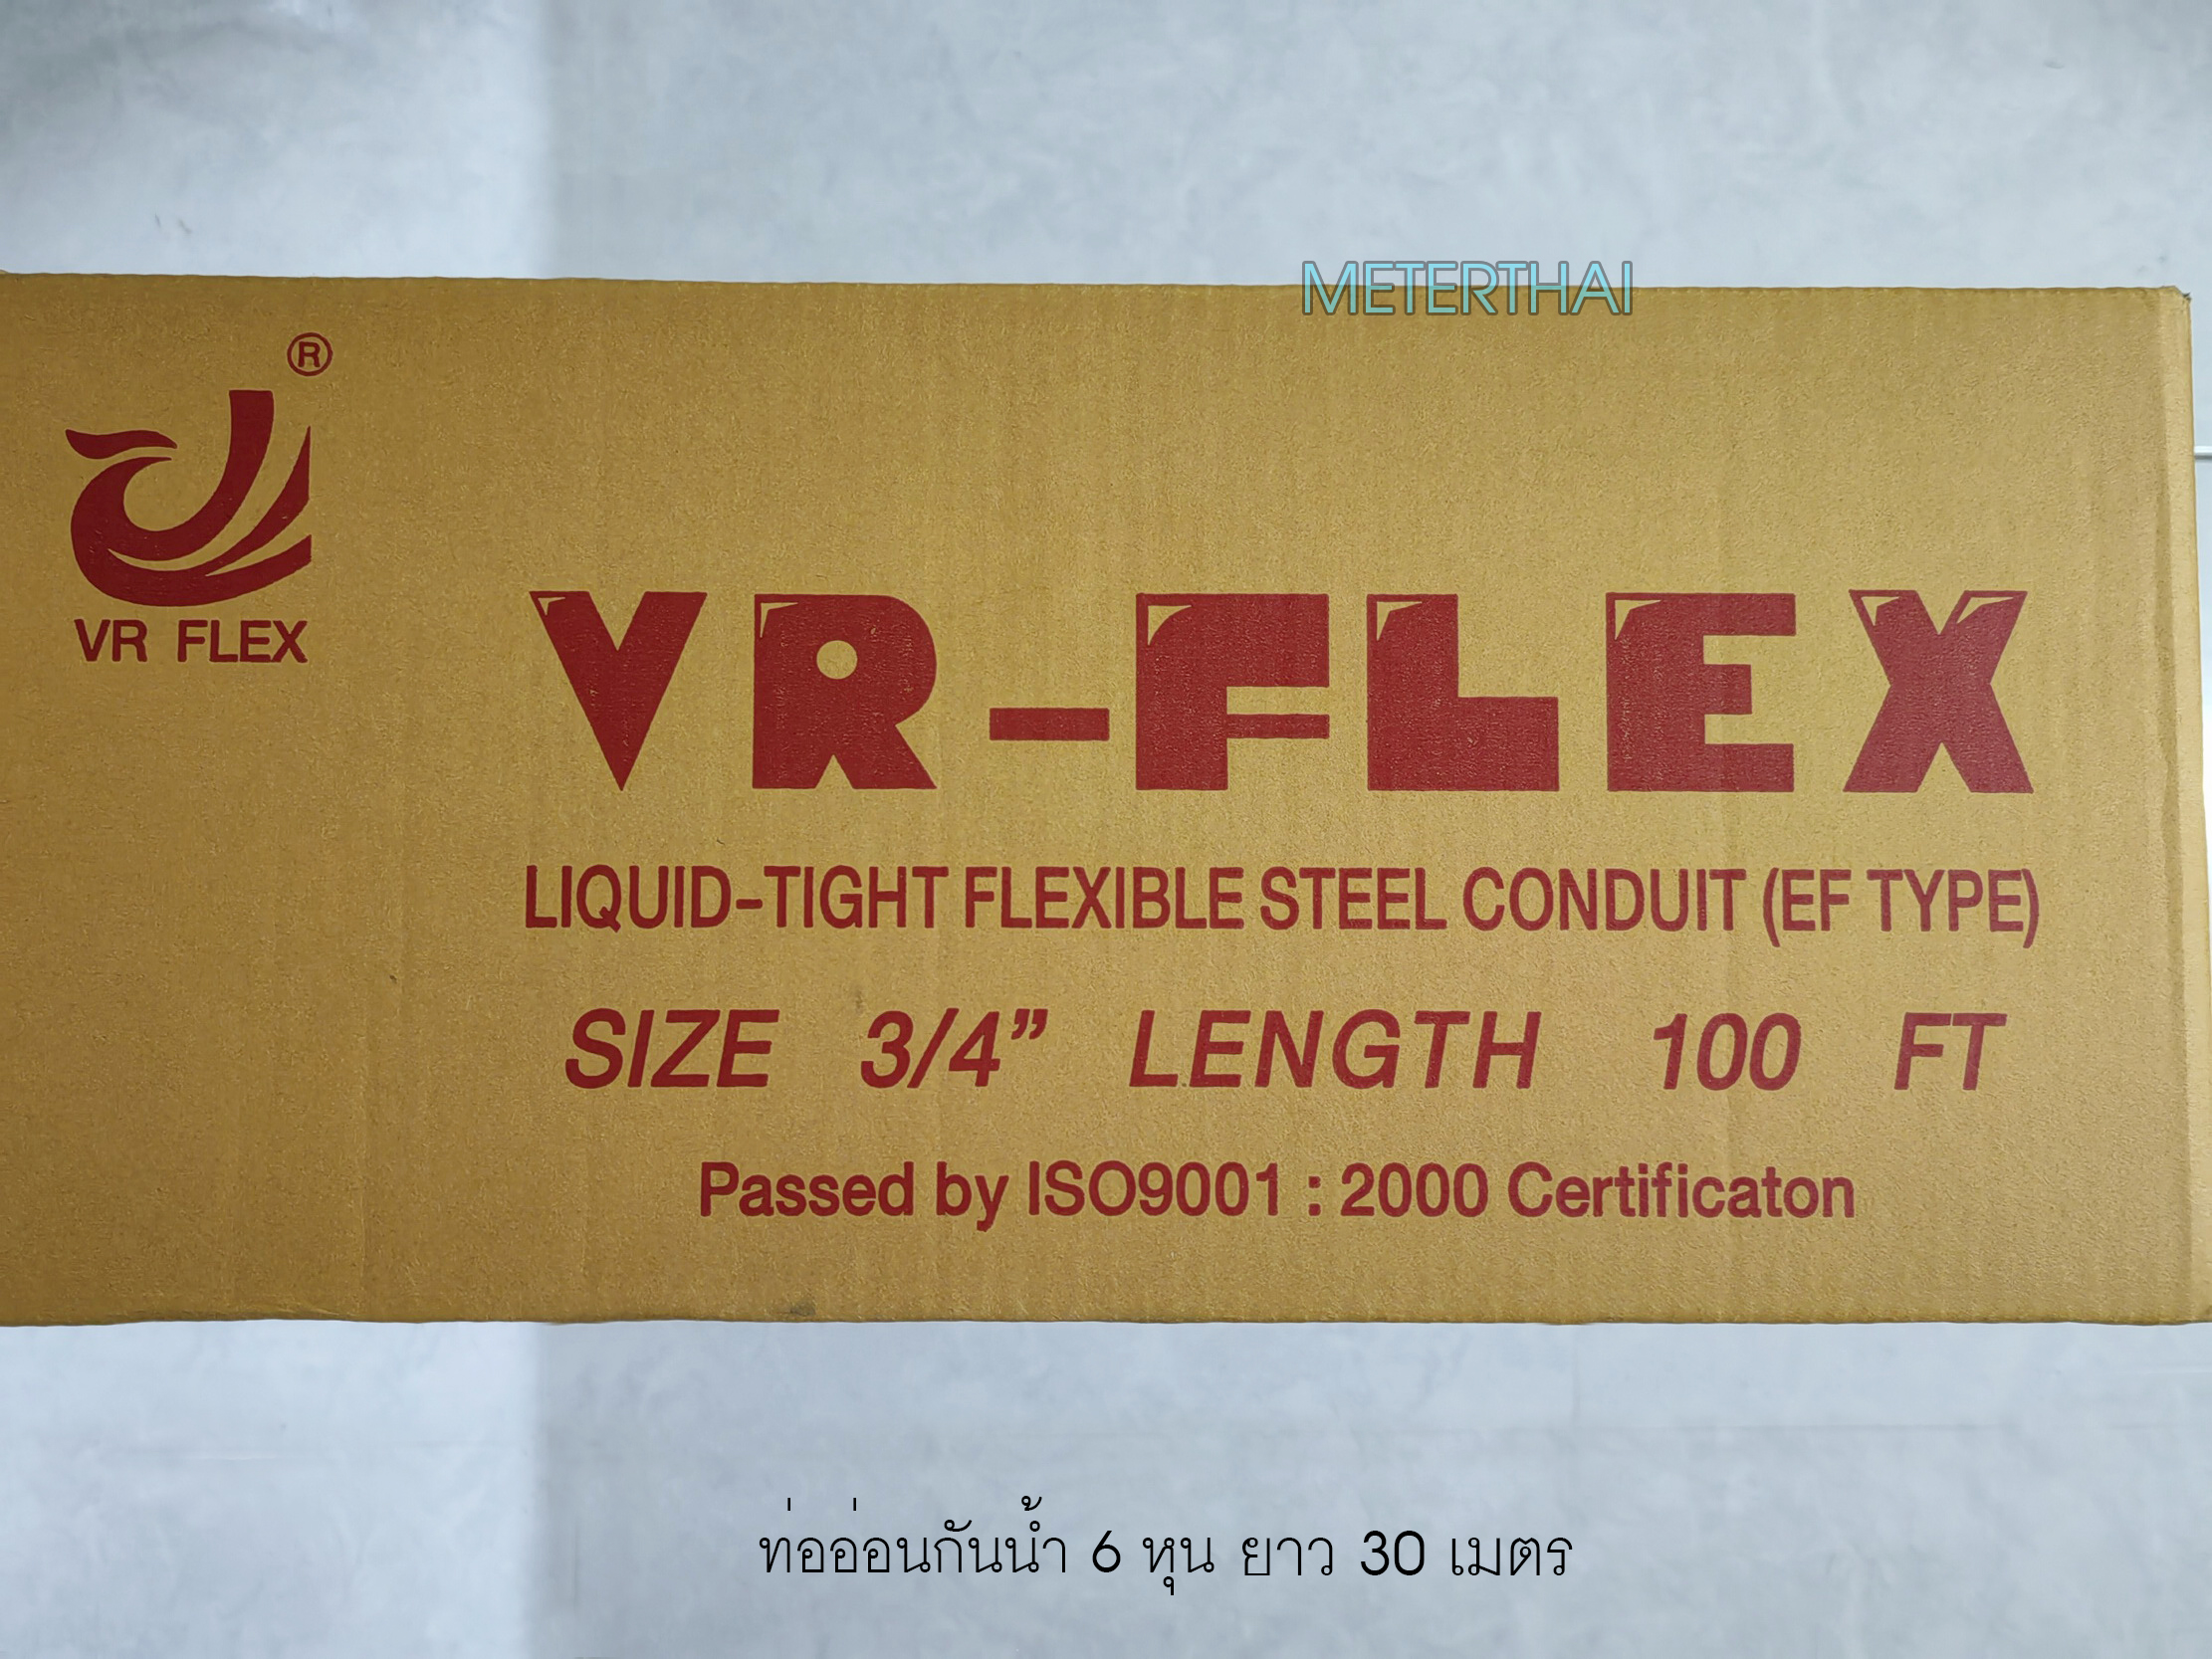 METERTHAI
®
VR FLEX
VR-FLEX
LIQUID-TIGHT FLEXIBLE STEEL CONDUIT (EF TYPE)
SIZE 3/4” LENGTH 100 FT
Passed by ISO9001 : 2000 Certificaton
ท่ออ่อนกันน้ำ 6 หุน ยาว 30 เมตร